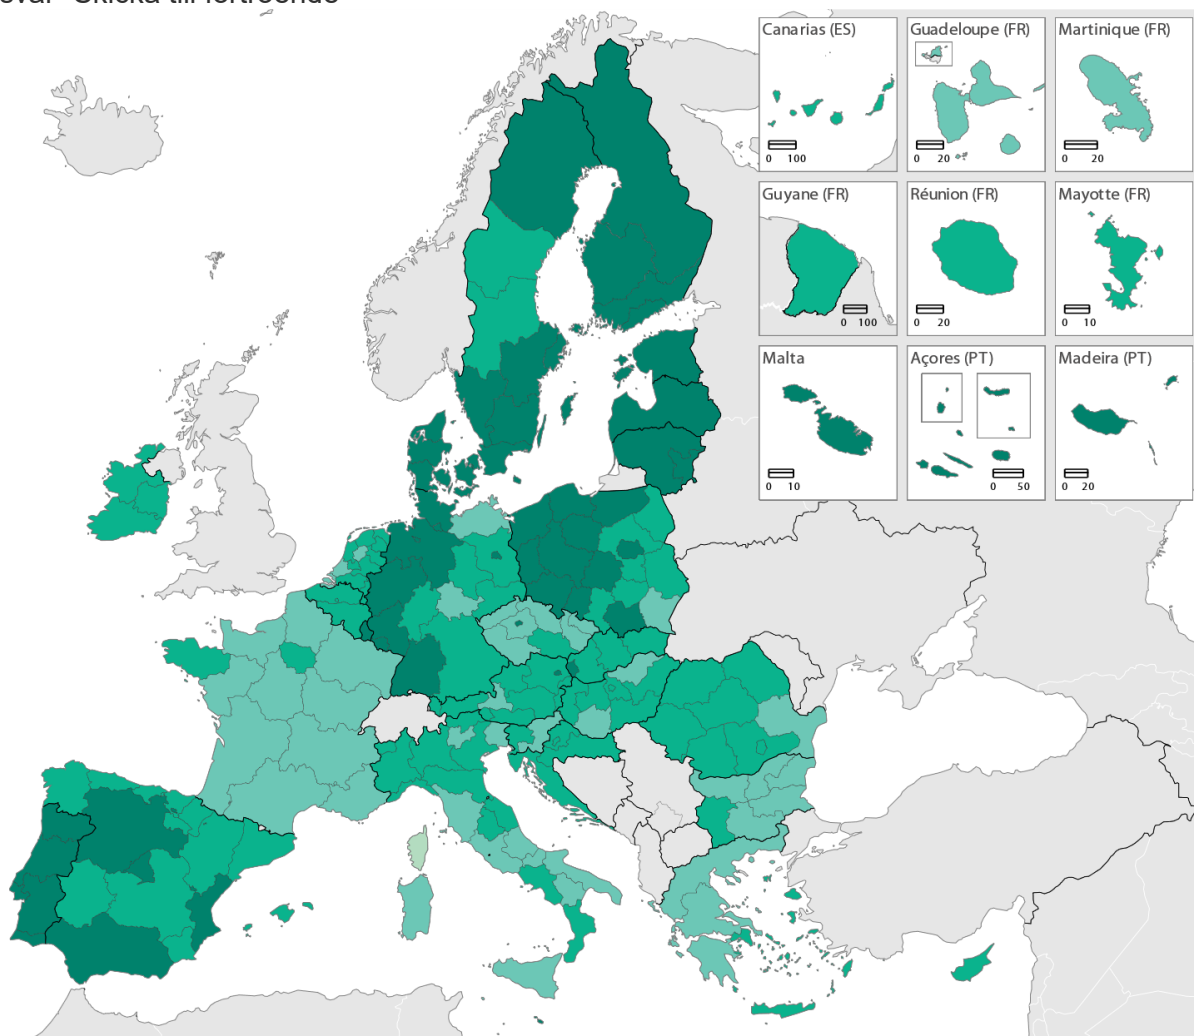 Canarias (ES)
0 100
Guadeloupe (FR)
0 20
Martinique (FR)
0 20
Guyane (FR)
0 100
Réunion (FR)
0 20
Mayotte (FR)
0 10
Malta
0 10
Açores (PT)
0 50
Madeira (PT)
0 20